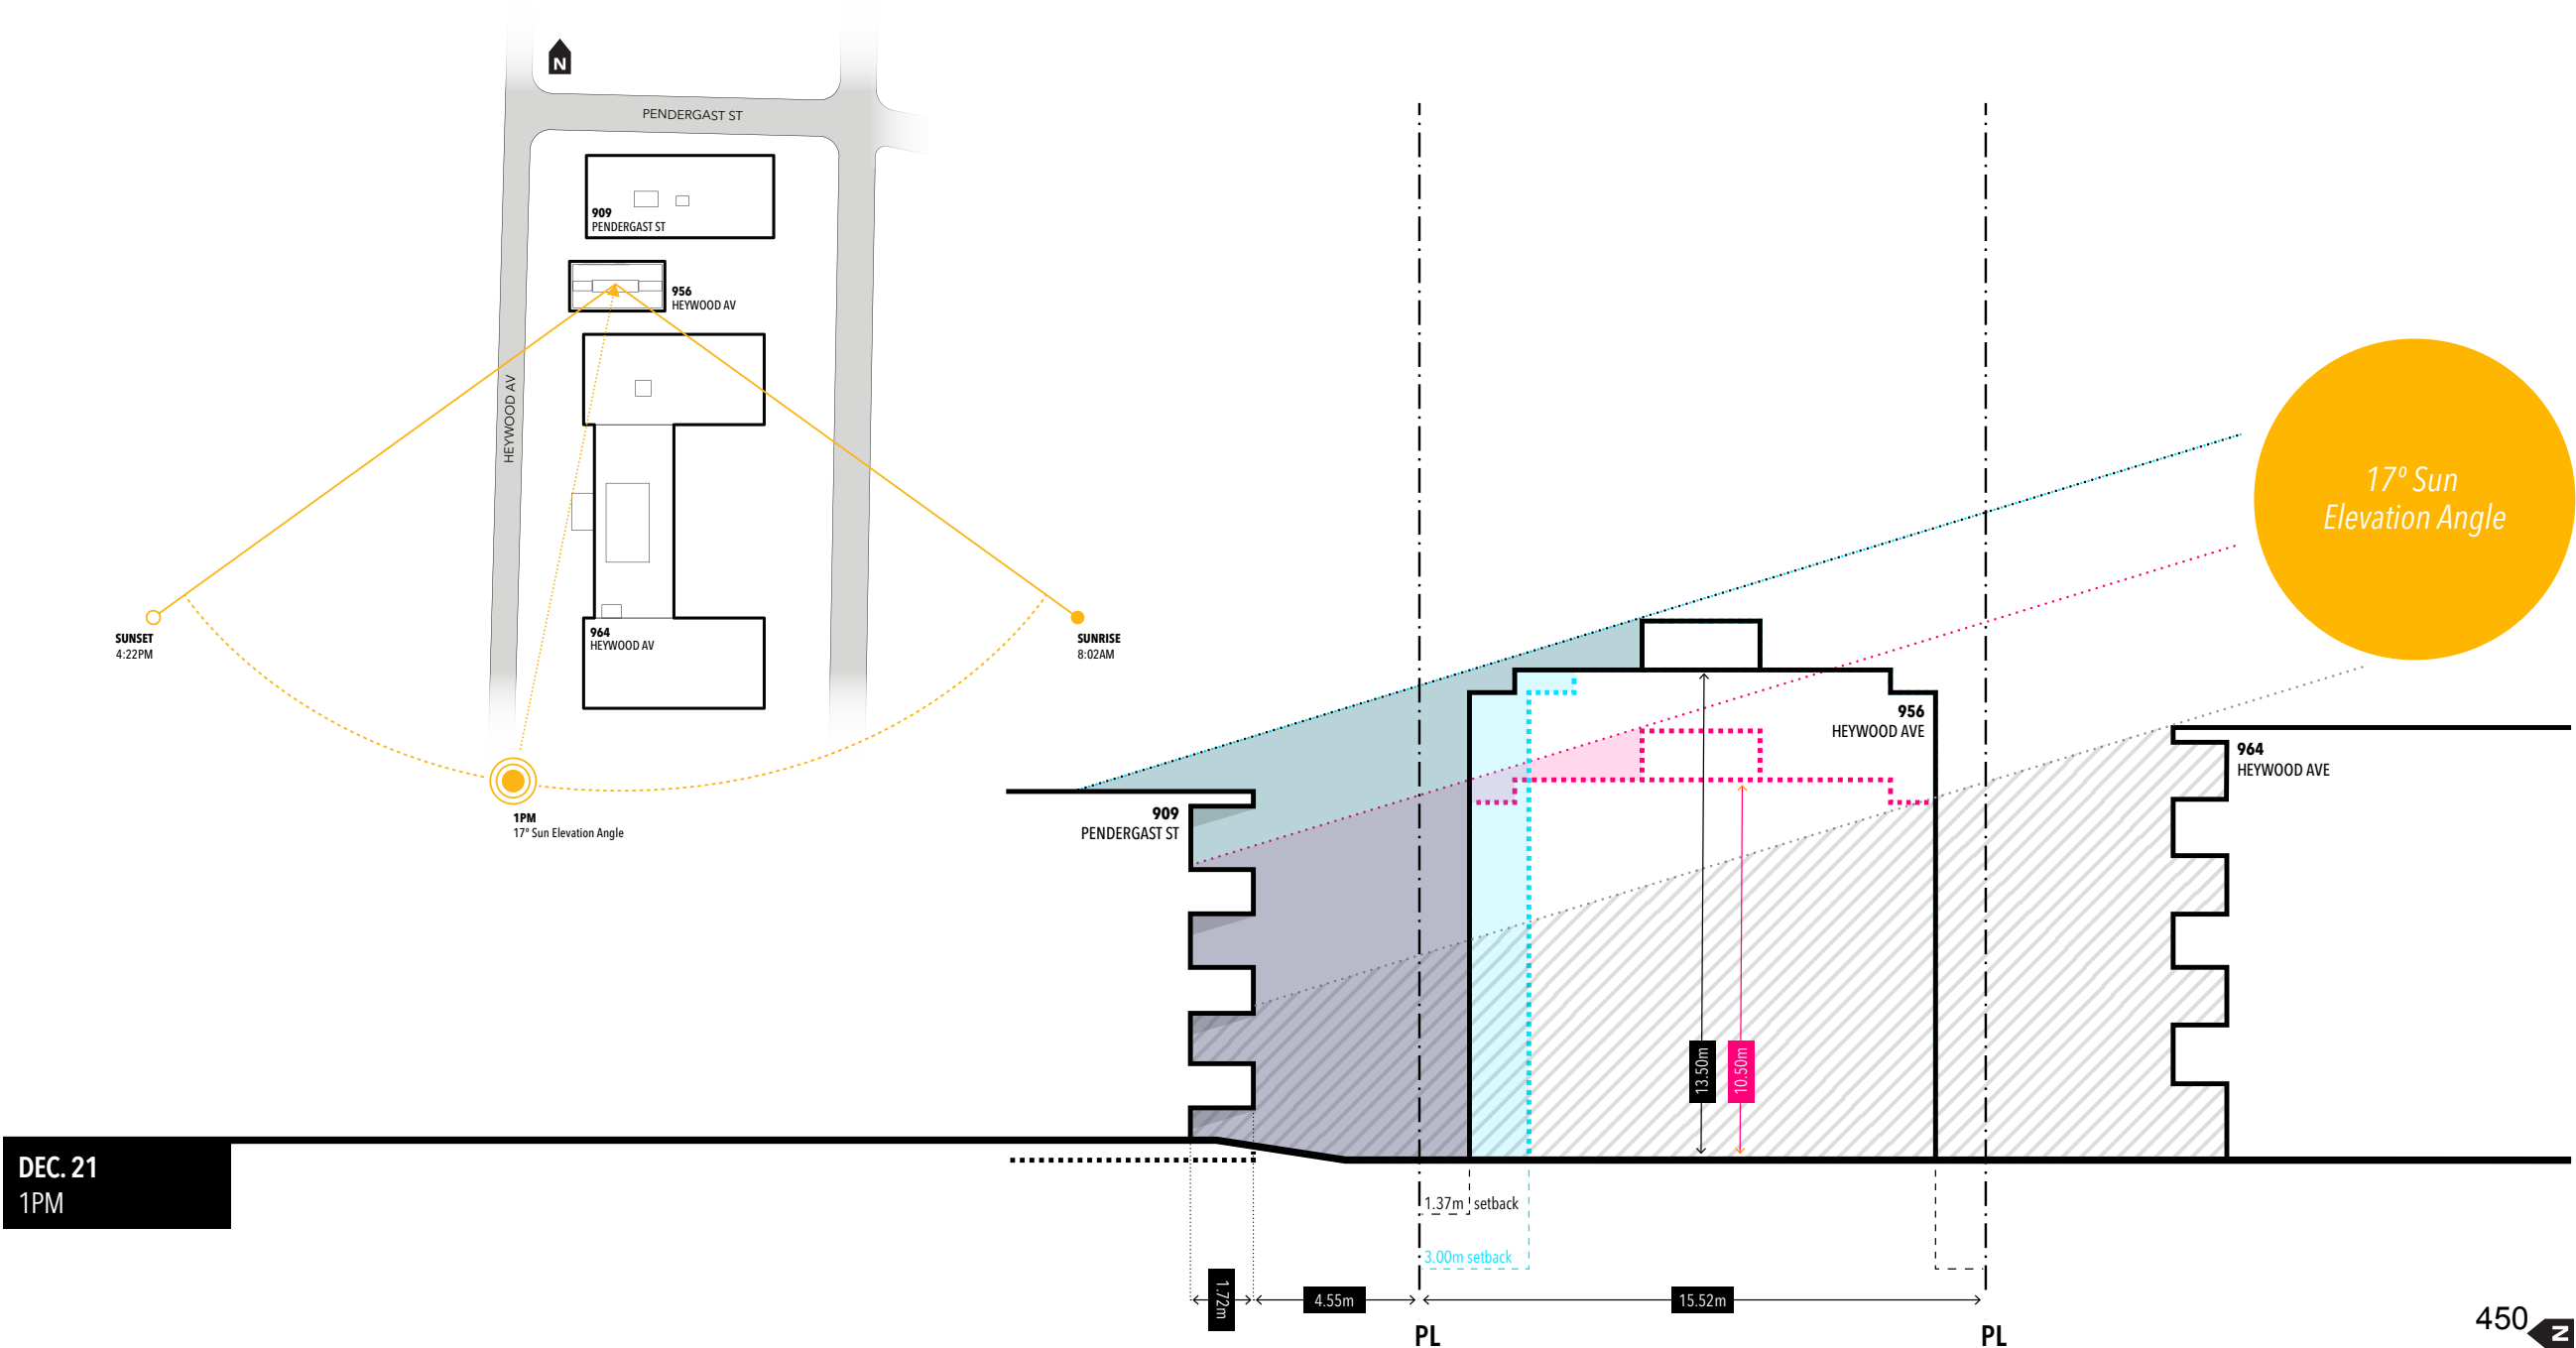 N
PENDERGAST ST
909
PENDERGAST ST
956
HEYWOOD AV
HEYWOOD AV
964
HEYWOOD AV
SUNSET
4:22PM
SUNRISE
8:02AM
1PM
17º Sun Elevation Angle
17º Sun
Elevation Angle
956
HEYWOOD AVE
964
HEYWOOD AVE
909
PENDERGAST ST
13.50m
10.50m
DEC. 21
1PM
1.37m setback
3.00m setback
1.72m
4.55m
15.52m
PL
PL
450
N